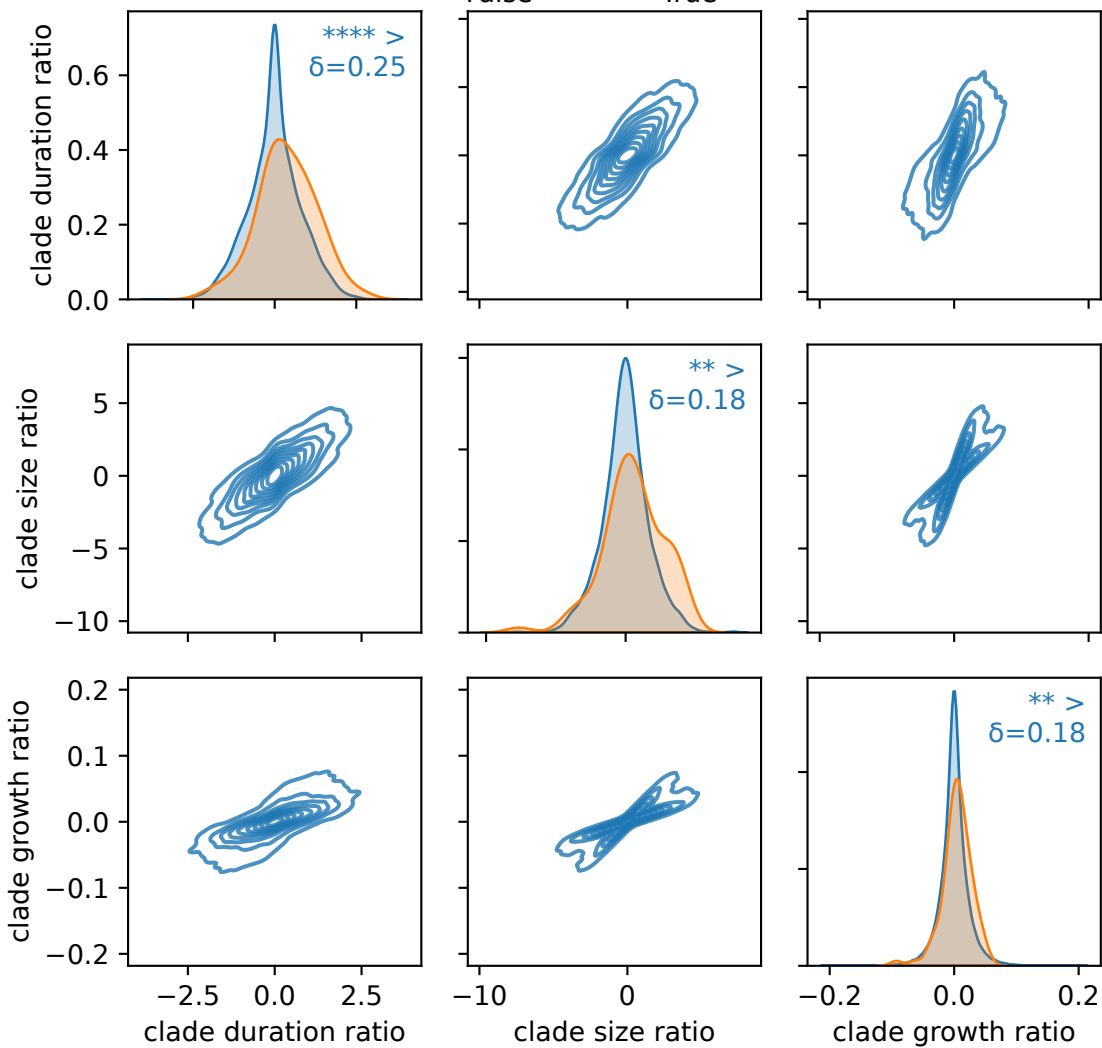 clade duration ratio
0.6
0.4
0.2
0.0
**** >
δ=0.25
clade size ratio
5
0
−5
−10
** >
δ=0.18
clade growth ratio
0.2
0.1
0.0
−0.1
−0.2
** >
δ=0.18
−2.5 0.0 2.5
−10 0
−0.2 0.0 0.2
clade duration ratio
clade size ratio
clade growth ratio